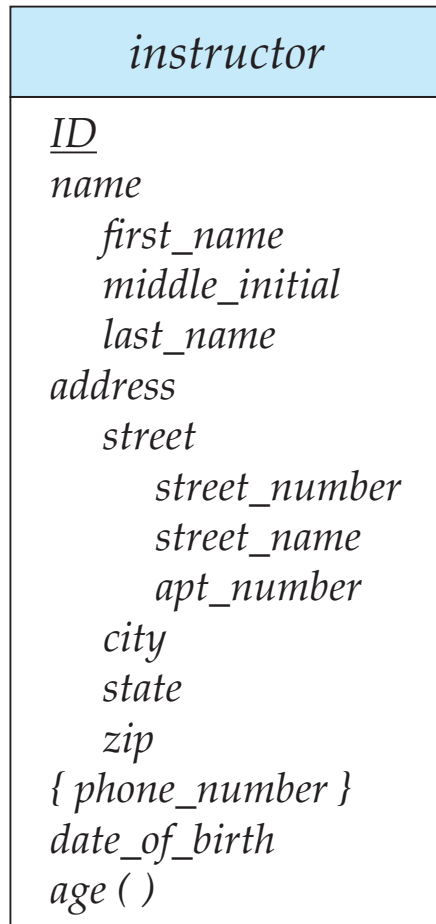 instructor
ID
name
first_name
middle_initial
last_name
address
street
street_number
street_name
apt_number
city
state
zip
{ phone_number }
date_of_birth
age ( )